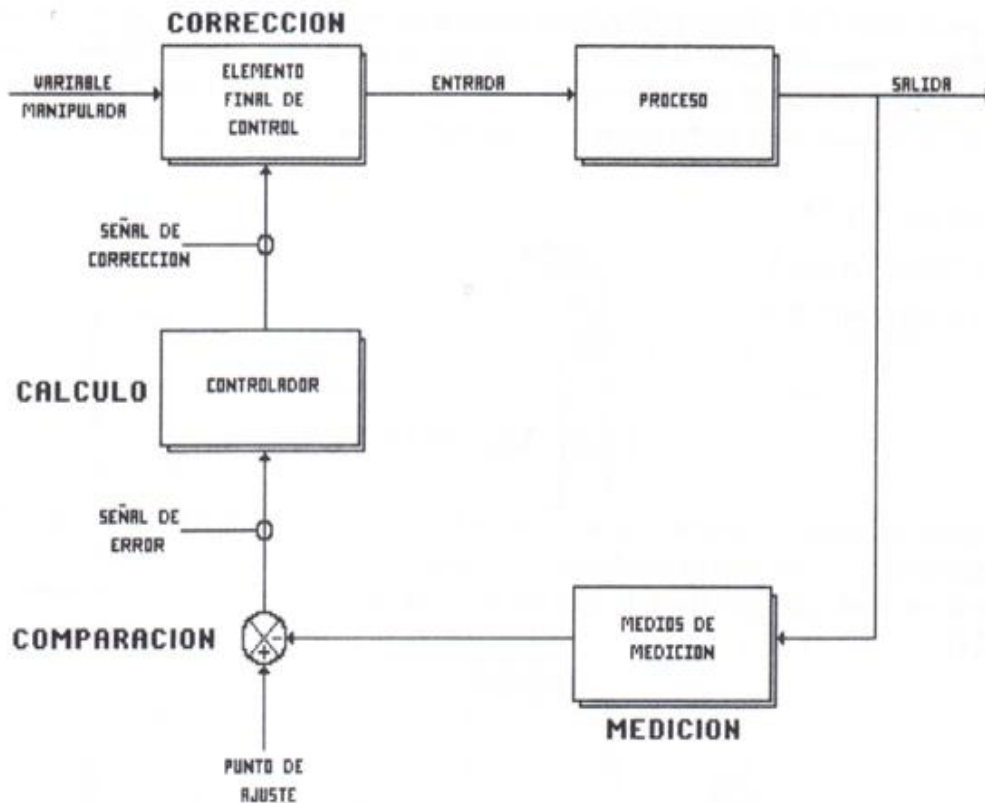 CORRECCION
VARIABLE
MANIPULADA
ELEMENTO
FINAL DE
CONTROL
ENTRADA
PROCESO
SALIDA
SEÑAL DE
CORRECCION
CALCULO
CONTROLADOR
SEÑAL DE
ERROR
COMPARACION
-
+
MEDIOS DE
MEDICION
MEDICION
PUNTO DE
AJUSTE